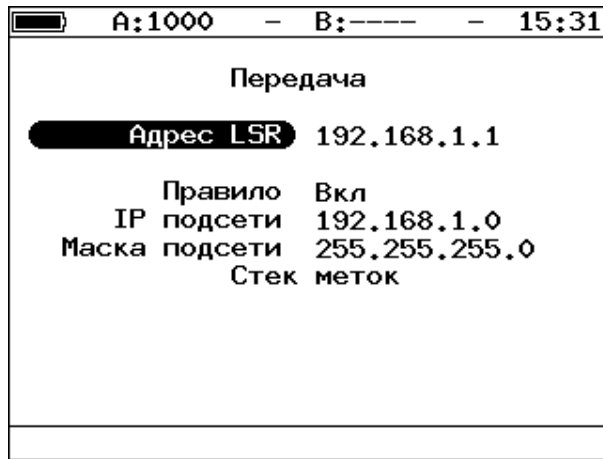 A:1000 - B:---- - 15:31
Передача
Адрес LSR 192.168.1.1
Правило Вкл
IP подсети 192.168.1.0
Маска подсети 255.255.255.0
Стек меток